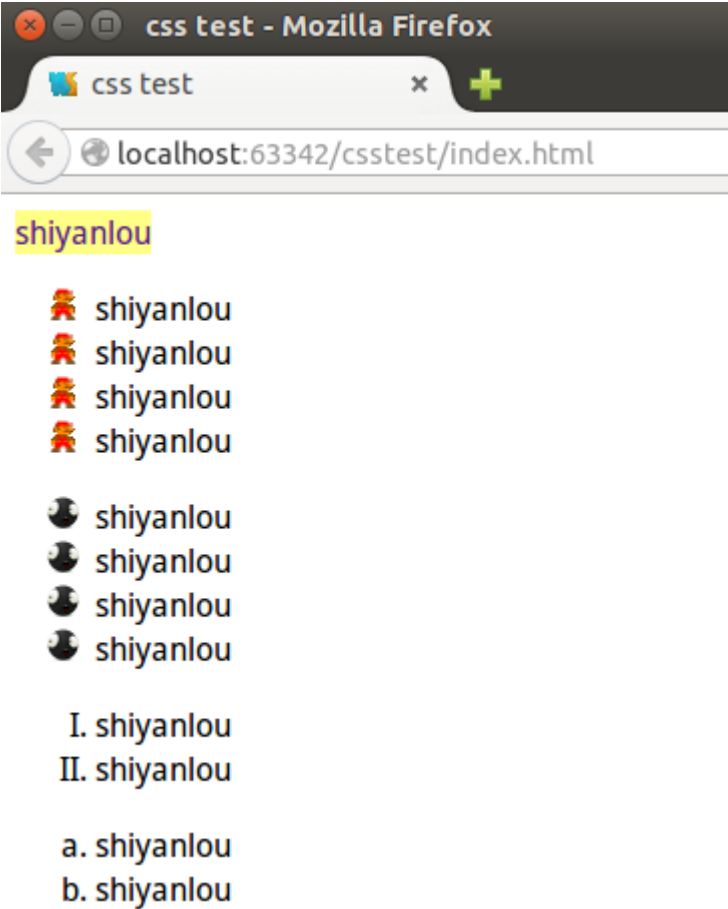 css test - Mozilla Firefox
css test
localhost:63342/csstest/index.html
shiyanlou
shiyanlou
shiyanlou
shiyanlou
shiyanlou
shiyanlou
shiyanlou
shiyanlou
shiyanlou
I. shiyanlou
II. shiyanlou
a. shiyanlou
b. shiyanlou